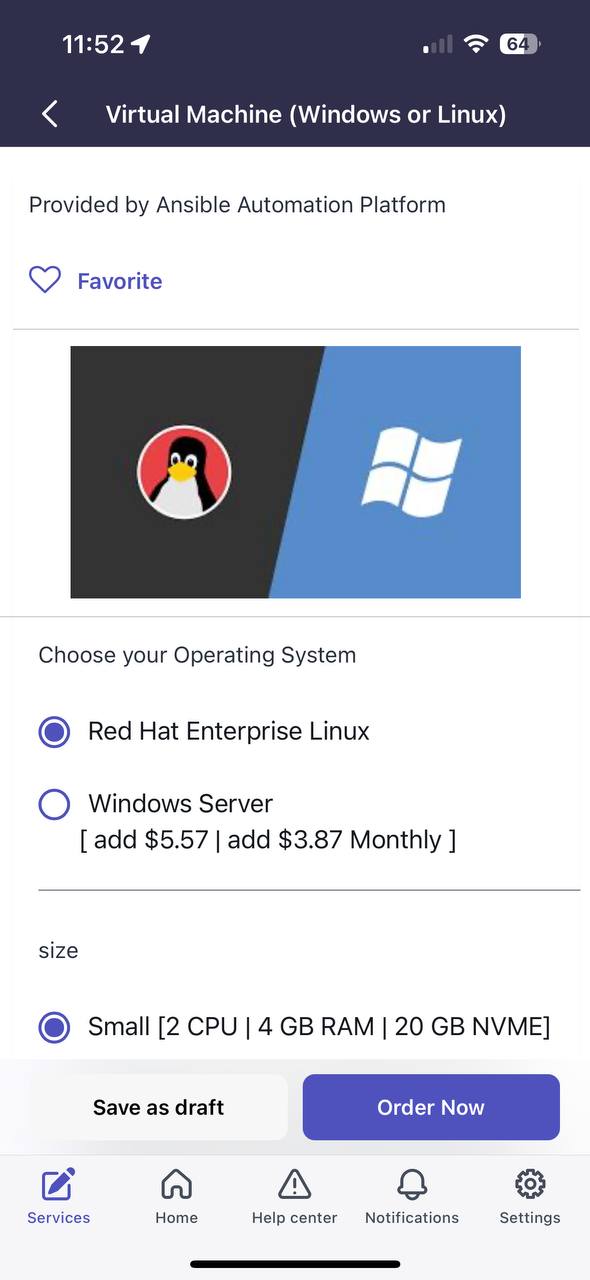 11:52
64
Virtual Machine (Windows or Linux)
Provided by Ansible Automation Platform
Favorite
Choose your Operating System
Red Hat Enterprise Linux
Windows Server
[ add $5.57 | add $3.87 Monthly ]
size
Small [2 CPU | 4 GB RAM | 20 GB NVME]
Save as draft
Order Now
Services
Home
Help center
Notifications
Settings